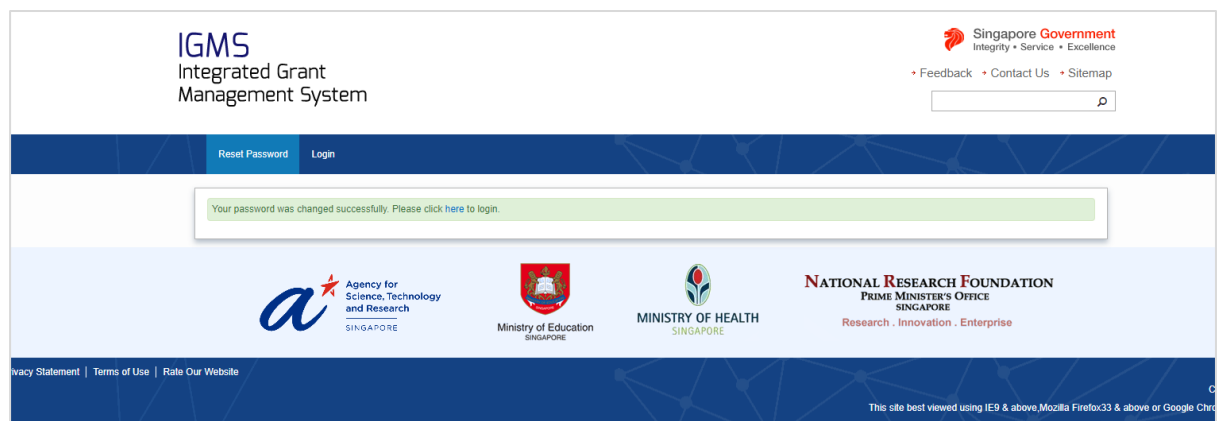 IGMS
Integrated Grant
Management System
Singapore Government
Integrity • Service • Excellence
Feedback Contact Us Sitemap
Reset Password Login
Your password was changed successfully. Please click here to login.
Agency for
Science, Technology
and Research
SINGAPORE
Ministry of Education
SINGAPORE
MINISTRY OF HEALTH
SINGAPORE
NATIONAL RESEARCH FOUNDATION
PRIME MINISTER'S OFFICE
SINGAPORE
Research . Innovation . Enterprise
ivacy Statement | Terms of Use | Rate Our Website
C
This site best viewed using IE9 & above,Mozilla Firefox33 & above or Google Chro